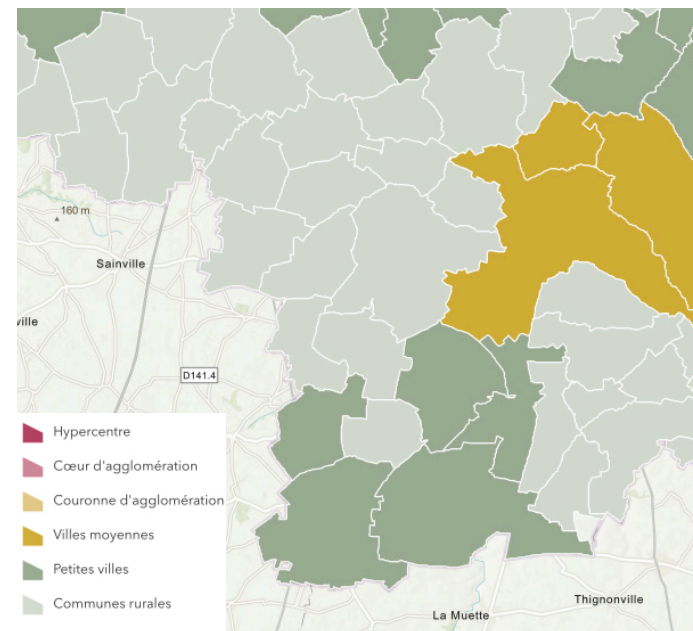 160 m
Sainville
ville
D141.4
Hypercentre
Cœur d'agglomération
Couronne d'agglomération
Villes moyennes
Petites villes
Communes rurales
Thignonville
La Muette